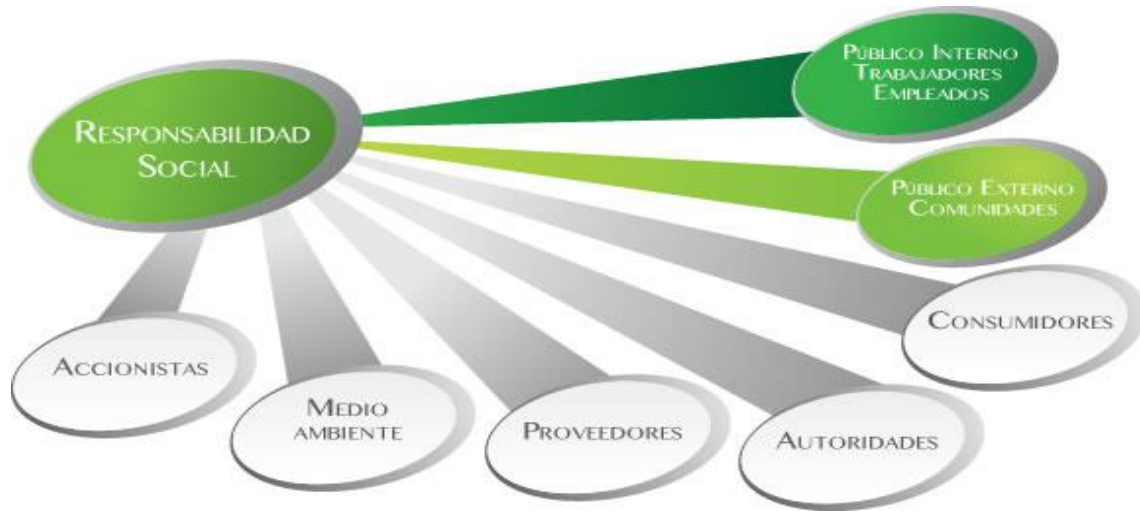 RESPONSABILIDAD
SOCIAL
PÚBLICO INTERNO
TRABAJADORES
EMPLEADOS
PÚBLICO EXTERNO
COMUNIDADES
CONSUMIDORES
AUTORIDADES
PROVEEDORES
MEDIO
AMBIENTE
ACCIONISTAS